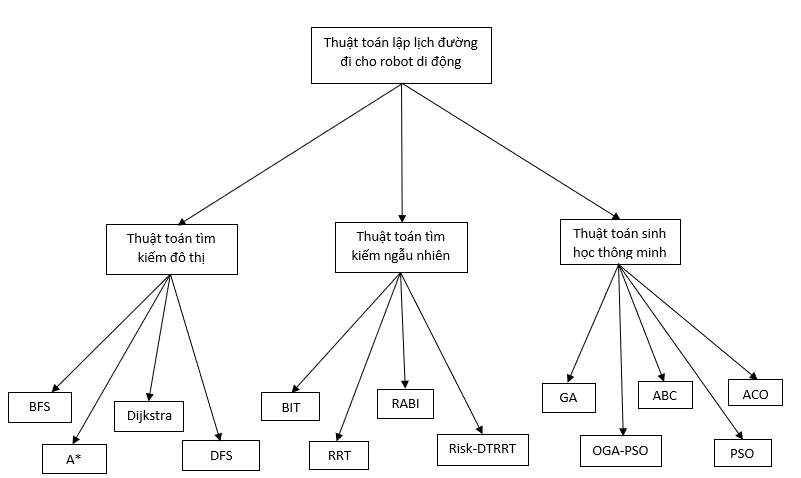 Thuật toán lập lịch đường
đi cho robot di động
Thuật toán tìm
kiếm đồ thị
Thuật toán tìm
kiếm ngẫu nhiên
Thuật toán sinh
học thông minh
BFS
A*
Dijkstra
DFS
BIT
RRT
RABI
Risk-DTRRT
GA
OGA-PSO
ABC
PSO
ACO